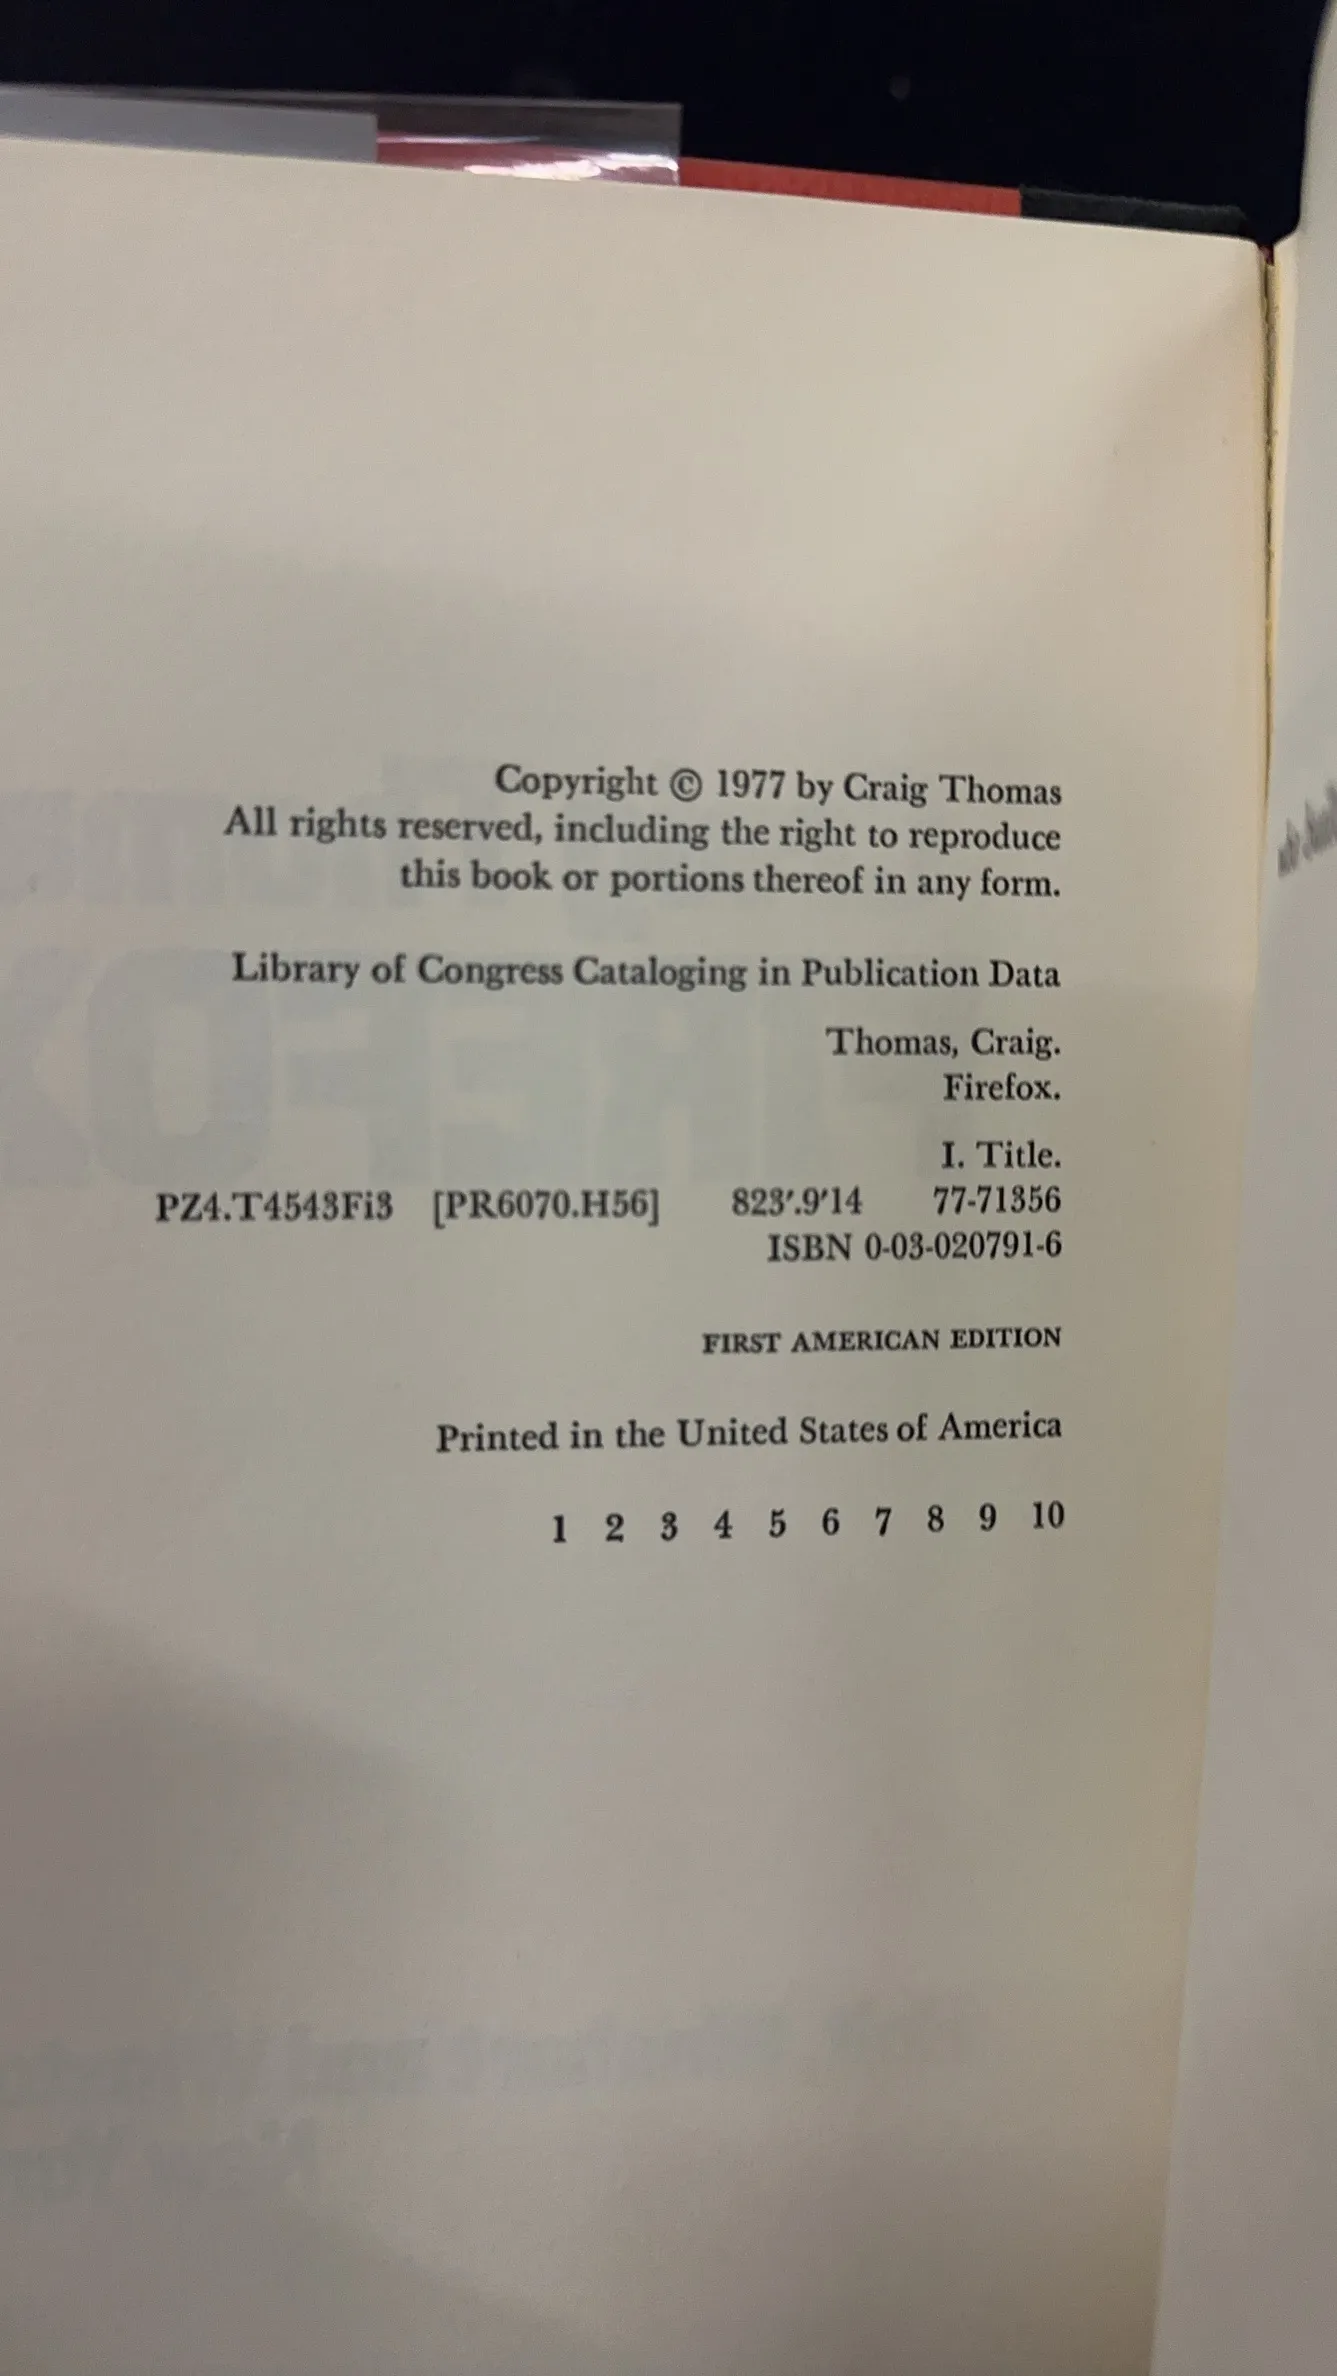 Copyright © 1977 by Craig Thomas
All rights reserved, including the right to reproduce
this book or portions thereof in any form.
Library of Congress Cataloging in Publication Data
Thomas, Craig.
Firefox.
I. Title.
PZ4.T4543Fi3 [PR6070.H56] 823'.9'14 77-71356
ISBN 0-03-020791-6
FIRST AMERICAN EDITION
Printed in the United States of America
1 2 3 4 5 6 7 8 9 10